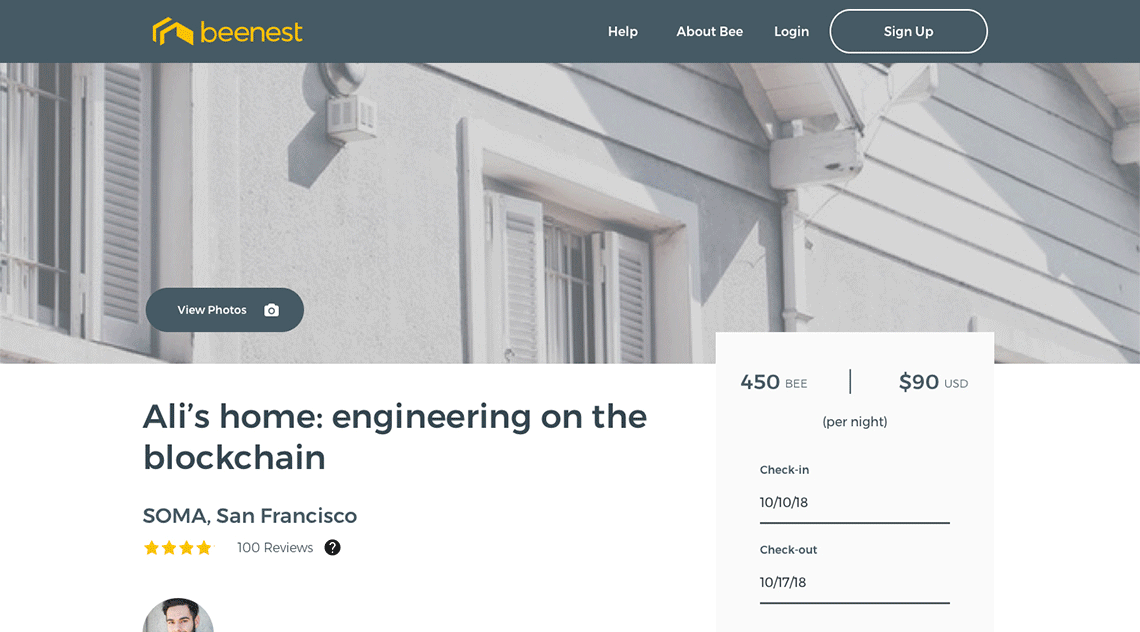 beenest
Help
About Bee
Login
Sign Up
View Photos
450 BEE
$90 USD
(per night)
Ali’s home: engineering on the
blockchain
Check-in
10/10/18
SOMA, San Francisco
100 Reviews ?
Check-out
10/17/18